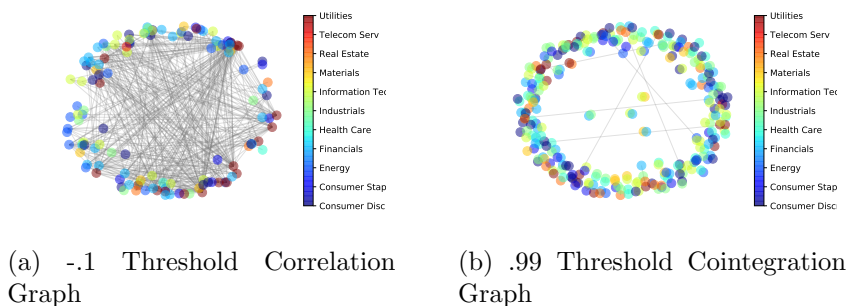 Utilities
Telecom Serv
Real Estate
Materials
Information Tec
Industrials
Health Care
Financials
Energy
Consumer Stap
Consumer Disc
Utilities
Telecom Serv
Real Estate
Materials
Information Tec
Industrials
Health Care
Financials
Energy
Consumer Stap
Consumer Disc
(a) -.1 Threshold Correlation
Graph
(b) .99 Threshold Cointegration
Graph